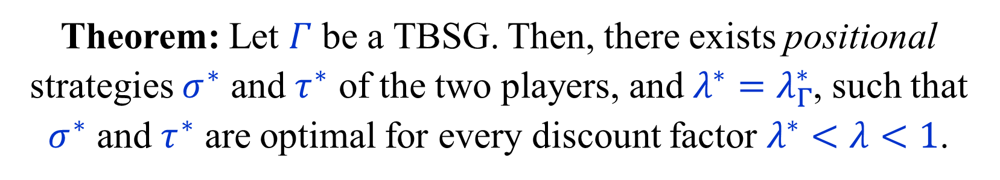 Theorem: Let Γ be a TBSG. Then, there exists positional
strategies σ* and τ* of the two players, and λ* = λ*_Γ, such that
σ* and τ* are optimal for every discount factor λ* < λ < 1.